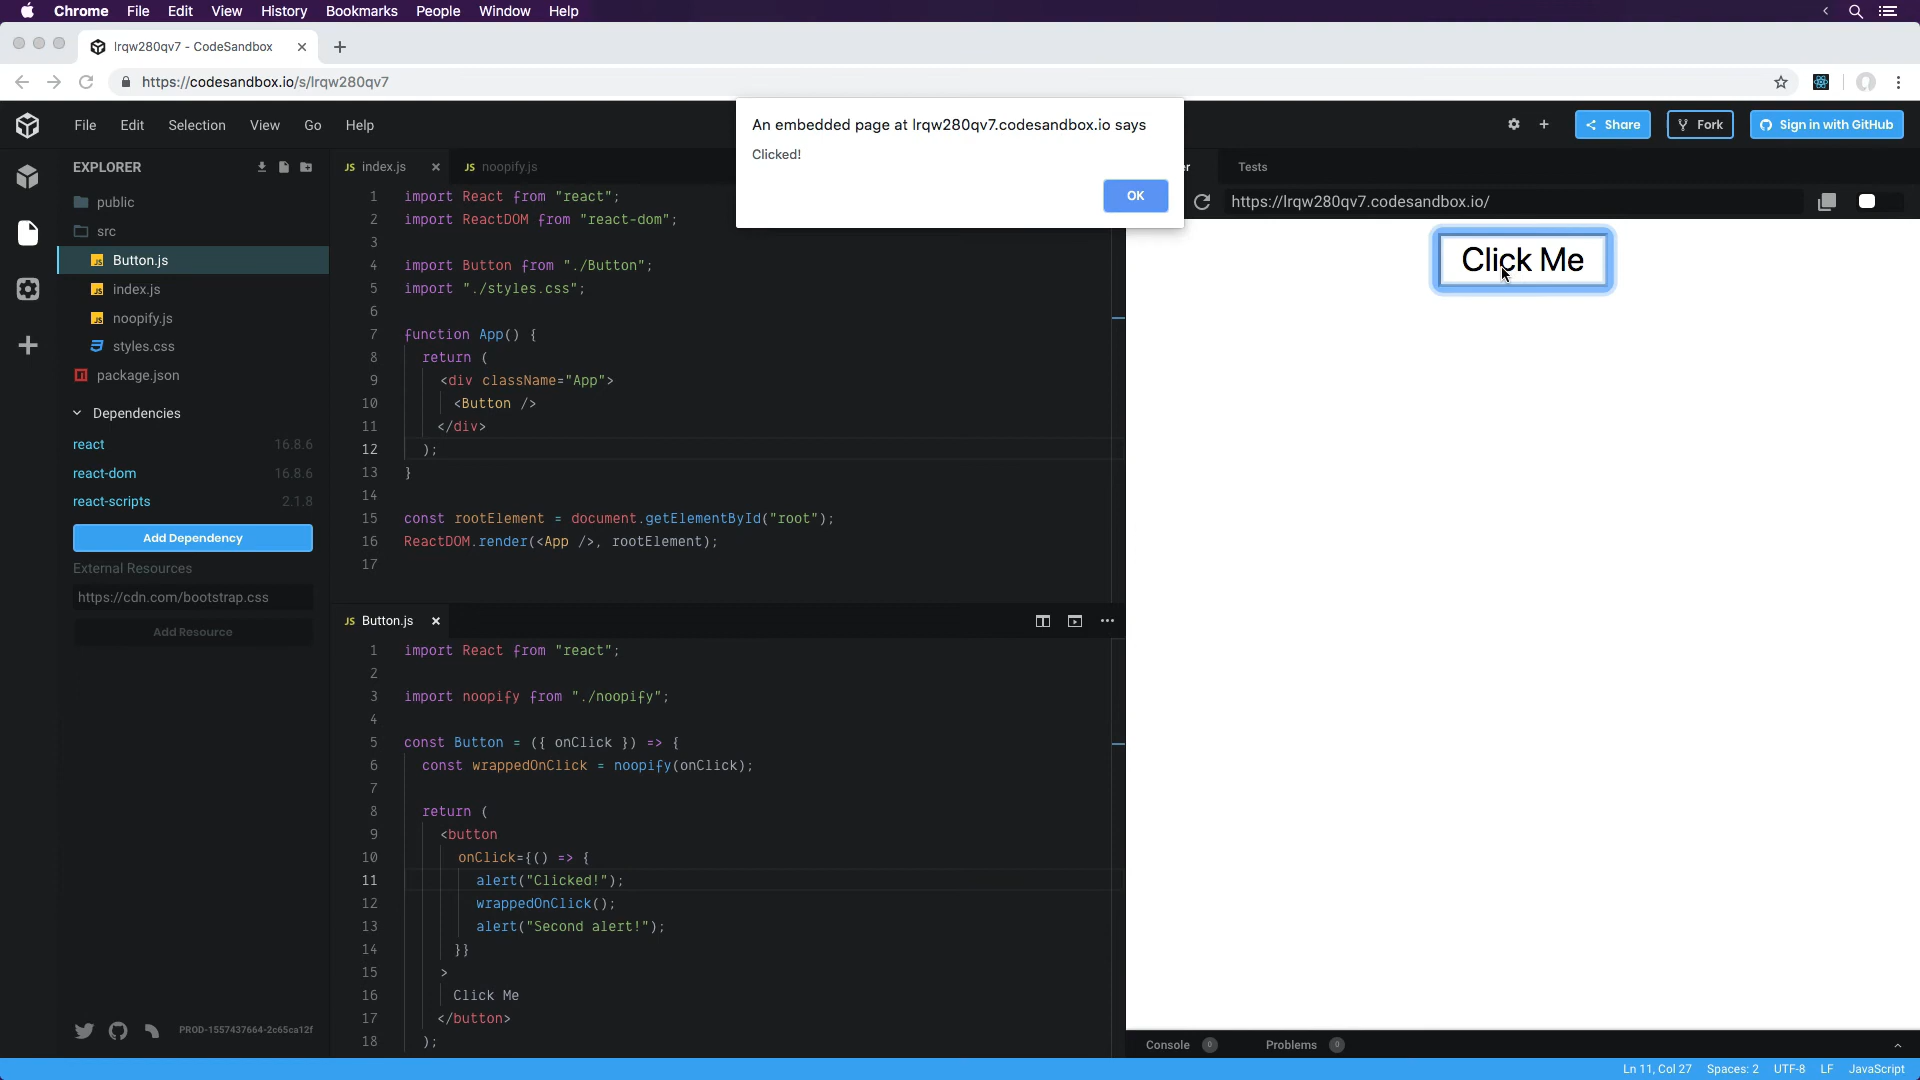 Chrome File Edit View History Bookmarks People Window Help
lrqw280qv7 - CodeSandbox
https://codesandbox.io/s/lrqw280qv7
File Edit Selection View Go Help
Share Fork Sign in with GitHub
An embedded page at lrqw280qv7.codesandbox.io says
Clicked!
OK
EXPLORER
public
src
Button.js
index.js
noopify.js
styles.css
package.json
Dependencies
react 16.8.6
react-dom 16.8.6
react-scripts 2.1.8
Add Dependency
External Resources
https://cdn.com/bootstrap.css
Add Resource
PROD-1557437664-2c65ca12f
JS index.js JS noopify.js
1 import React from "react";
2 import ReactDOM from "react-dom";
3
4 import Button from "./Button";
5 import "./styles.css";
6
7 function App() {
8 return (
9 <div className="App">
10 <Button />
11 </div>
12 );
13 }
14
15 const rootElement = document.getElementById("root");
16 ReactDOM.render(<App />, rootElement);
17
JS Button.js
1 import React from "react";
2
3 import noopify from "./noopify";
4
5 const Button = ({ onClick }) => {
6 const wrappedOnClick = noopify(onClick);
7
8 return (
9 <button
10 onClick={() => {
11 alert("Clicked!");
12 wrappedOnClick();
13 alert("Second alert!");
14 }}
15 >
16 Click Me
17 </button>
18 );
Tests
https://lrqw280qv7.codesandbox.io/
Click Me
Console 0 Problems 0
Ln 11, Col 27 Spaces: 2 UTF-8 LF JavaScript